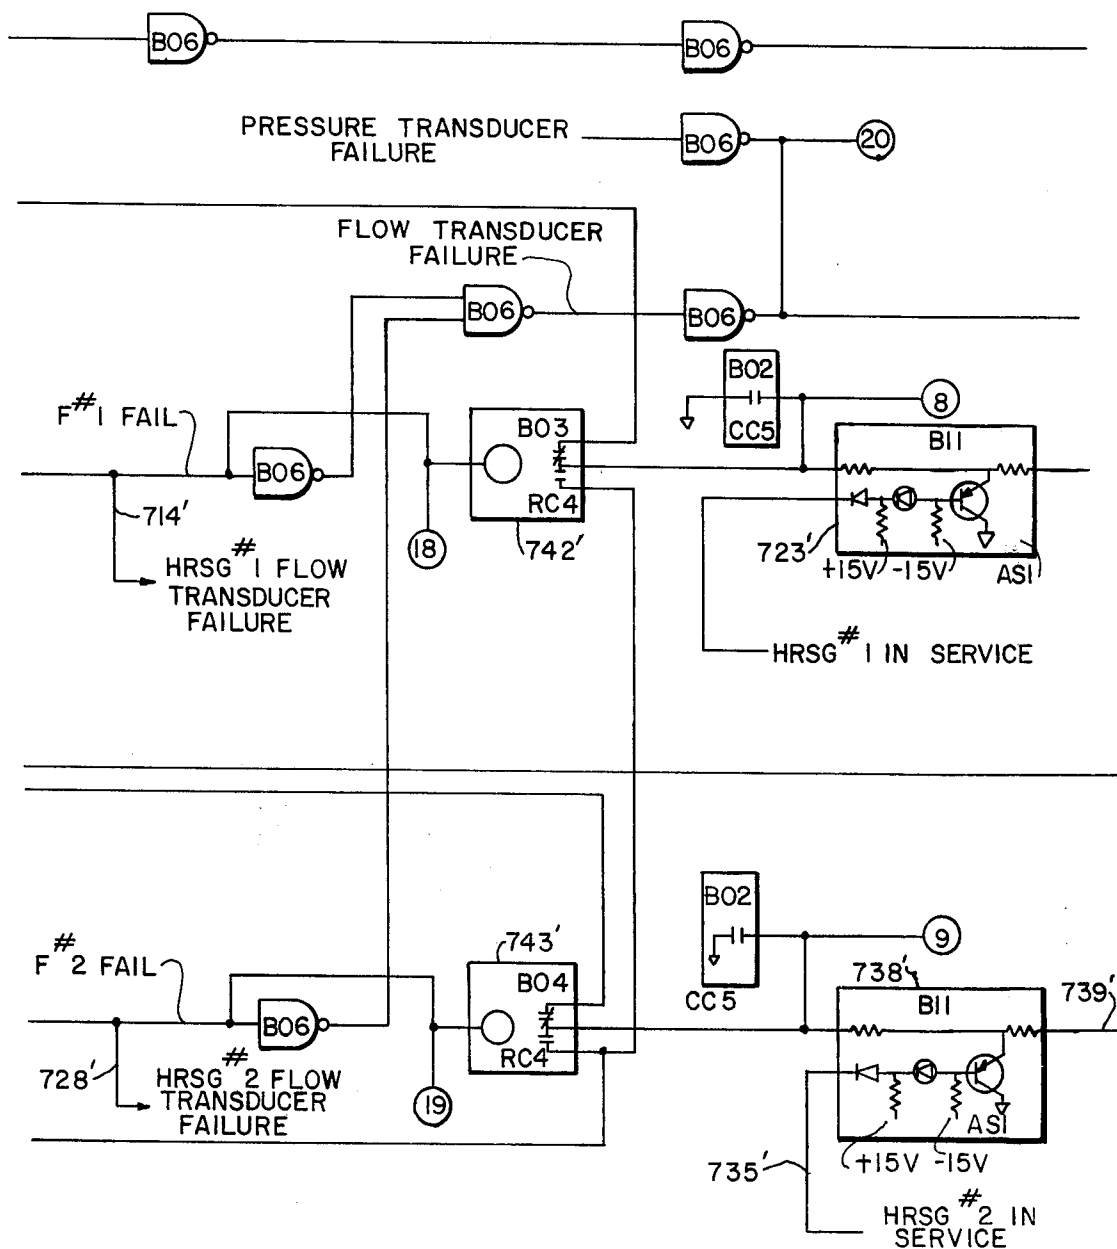 B06
B06
PRESSURE TRANSDUCER
FAILURE
B06
20
FLOW TRANSDUCER
FAILURE
B06
B06
B02
CC5
8
F#1 FAIL
B06
B03
RC4
B11
714'
18
742'
723'
+15V
-15V
AS1
HRSG #1 FLOW
TRANSDUCER
FAILURE
HRSG #1 IN SERVICE
B02
CC5
9
743'
F#2 FAIL
B06
B04
RC4
738'
B11
739'
728'
19
HRSG #2 FLOW
TRANSDUCER
FAILURE
AS1
735'
+15V
-15V
HRSG #2 IN
SERVICE